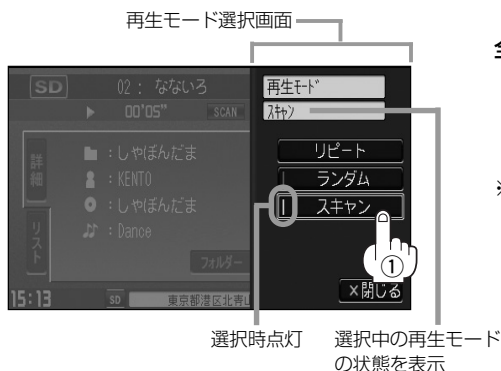 再生モード選択画面
全
SD
02： なないろ
▶ 00'05" SCAN
再生ﾓｰﾄﾞ
ｽｷｬﾝ
詳細
リスト
：しゃぼんだま
：KENTO
：しゃぼんだま
：Dance
フォルダー
リピート
ランダム
スキャン
①
×閉じる
15:13
SD
東京都港区北青山
※
選択時点灯
選択中の再生モード
の状態を表示